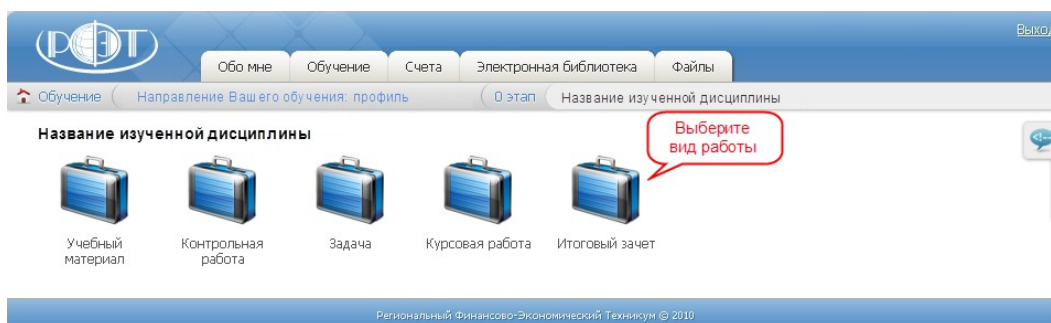 Выход
РФЭТ
Обо мне Обучение Счета Электронная библиотека Файлы
Обучение Направление Вашего обучения: профиль 0 этап Название изученной дисциплины
Название изученной дисциплины
Выберите
вид работы
Учебный
материал
Контрольная
работа
Задача
Курсовая работа
Итоговый зачет
Региональный Финансово-Экономический Техникум © 2010